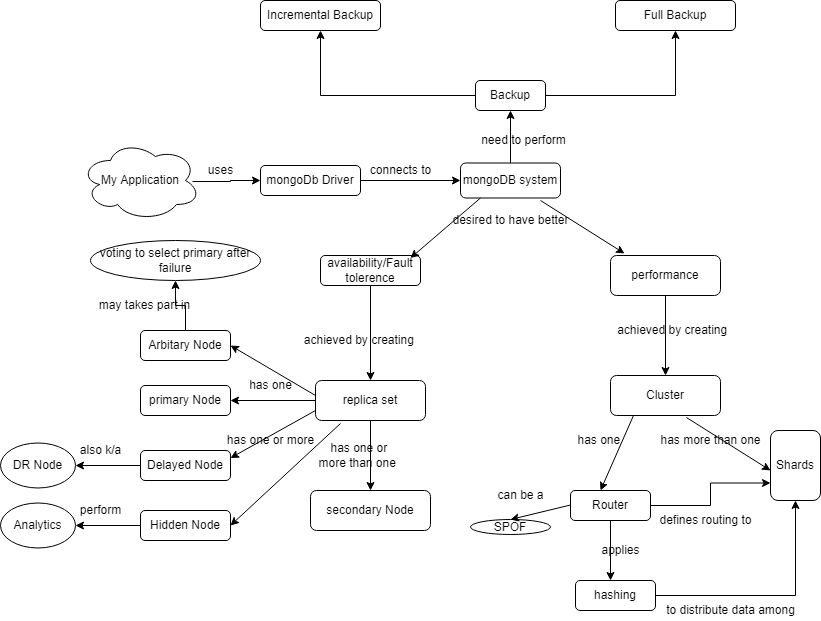 Incremental Backup
Full Backup
Backup
need to perform
My Application
uses
mongoDb Driver
connects to
mongoDB system
desired to have better
voting to select primary after
failure
availability/Fault
tolerence
performance
may takes part in
Arbitary Node
achieved by creating
achieved by creating
has one
primary Node
replica set
Cluster
has one or more
has one or
more than one
has one
has more than one
DR Node
also k/a
Delayed Node
Shards
Analytics
perform
Hidden Node
secondary Node
can be a
SPOF
Router
defines routing to
applies
hashing
to distribute data among